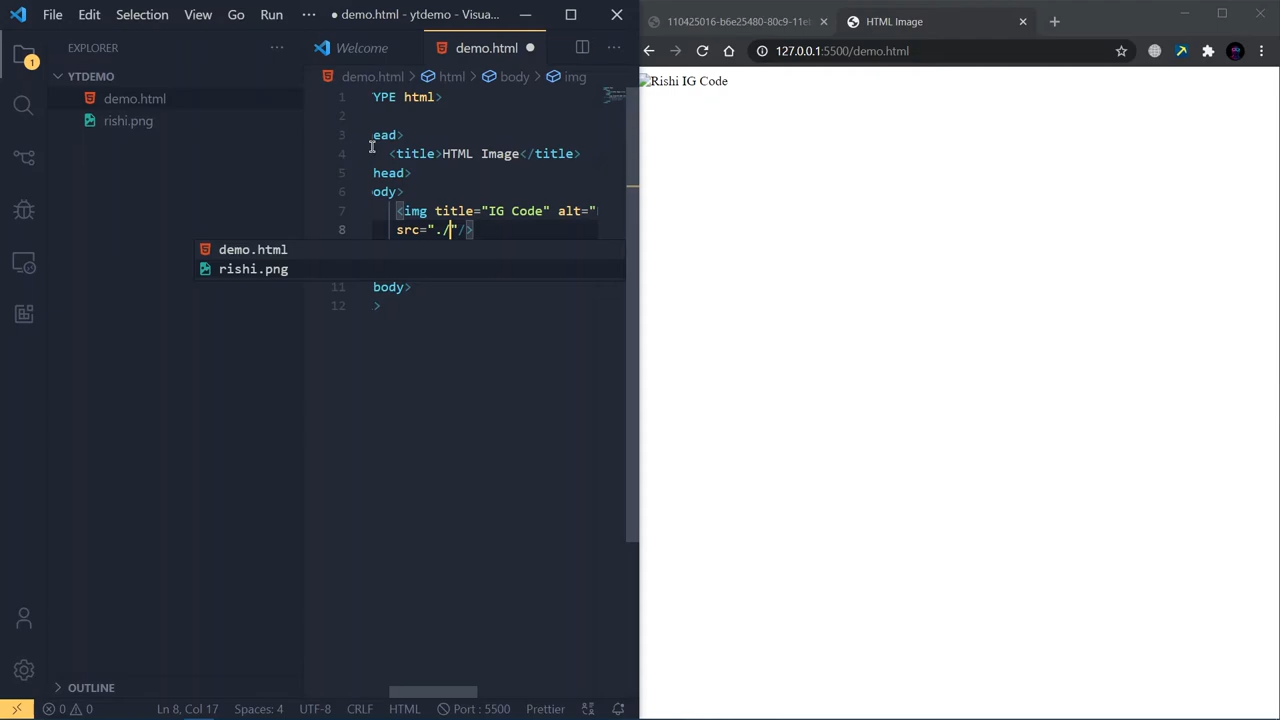 File Edit Selection View Go Run ··· ● demo.html - ytdemo - Visua...
EXPLORER ···
YTDEMO
demo.html
rishi.png
OUTLINE
1
Welcome
demo.html ● ···
demo.html > html > body > img
1 YPE html>
2
3 ead>
4 <title>HTML Image</title>
5 head>
6 ody>
7 <img title="IG Code" alt="
8 src="./"/>
demo.html
rishi.png
11 body>
12 >
0 0 Ln 8, Col 17 Spaces: 4 UTF-8 CRLF HTML Port : 5500 Prettier
110425016-b6e25480-80c9-11e
HTML Image
127.0.0.1:5500/demo.html
Rishi IG Code